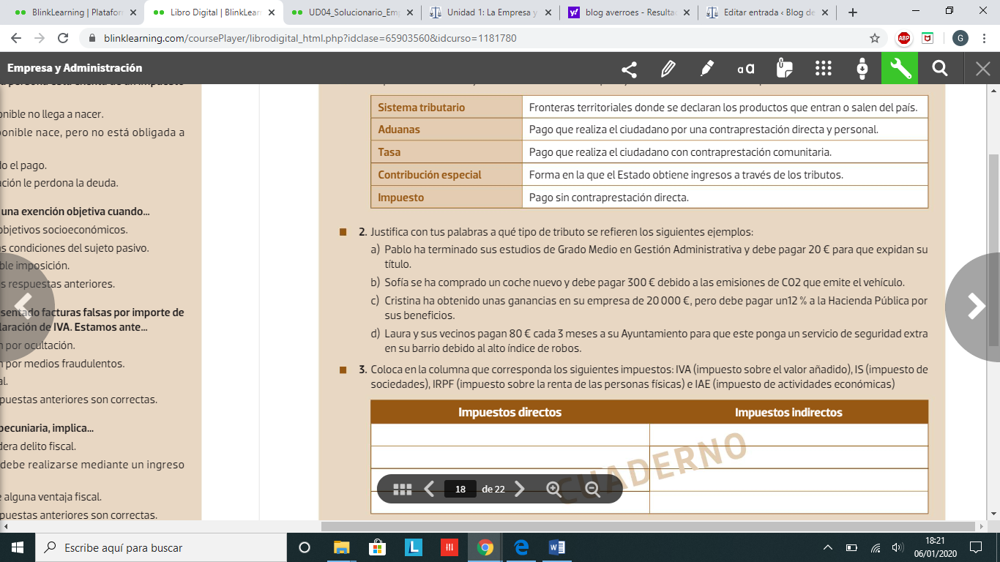 BlinkLearning | Platafor
Libro Digital | BlinkLearn
UD04_Solucionario_Emp
Unidad 1: La Empresa y
blog averroes - Resulta
Editar entrada ‹ Blog de
blinklearning.com/coursePlayer/librodigital_html.php?idclase=65903560&idcurso=1181780
ABP
G
Empresa y Administración
a a
onible no llega a nacer.
ponible nace, pero no está obligada a
do el pago.
ación le perdona la deuda.
una exención objetiva cuando...
objetivos socioeconómicos.
as condiciones del sujeto pasivo.
ble imposición.
s respuestas anteriores.
sentado facturas falsas por importe de
laración de IVA. Estamos ante...
n por ocultación.
n por medios fraudulentos.
al.
puestas anteriores son correctas.
pecuniaria, implica...
dera delito fiscal.
debe realizarse mediante un ingreso
e alguna ventaja fiscal.
puestas anteriores son correctas.
Sistema tributario Fronteras territoriales donde se declaran los productos que entran o salen del país.
Aduanas Pago que realiza el ciudadano por una contraprestación directa y personal.
Tasa Pago que realiza el ciudadano con contraprestación comunitaria.
Contribución especial Forma en la que el Estado obtiene ingresos a través de los tributos.
Impuesto Pago sin contraprestación directa.
2. Justifica con tus palabras a qué tipo de tributo se refieren los siguientes ejemplos:
a) Pablo ha terminado sus estudios de Grado Medio en Gestión Administrativa y debe pagar 20 € para que expidan su
título.
b) Sofía se ha comprado un coche nuevo y debe pagar 300 € debido a las emisiones de CO2 que emite el vehículo.
c) Cristina ha obtenido unas ganancias en su empresa de 20 000 €, pero debe pagar un12 % a la Hacienda Pública por
sus beneficios.
d) Laura y sus vecinos pagan 80 € cada 3 meses a su Ayuntamiento para que este ponga un servicio de seguridad extra
en su barrio debido al alto índice de robos.
3. Coloca en la columna que corresponda los siguientes impuestos: IVA (impuesto sobre el valor añadido), IS (impuesto de
sociedades), IRPF (impuesto sobre la renta de las personas físicas) e IAE (impuesto de actividades económicas)
Impuestos directos Impuestos indirectos
CUADERNO
18 de 22
Escribe aquí para buscar
L
18:21
06/01/2020